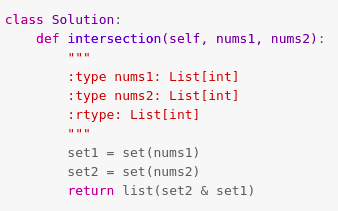 class Solution:
    def intersection(self, nums1, nums2):
        """
        :type nums1: List[int]
        :type nums2: List[int]
        :rtype: List[int]
        """
        set1 = set(nums1)
        set2 = set(nums2)
        return list(set2 & set1)